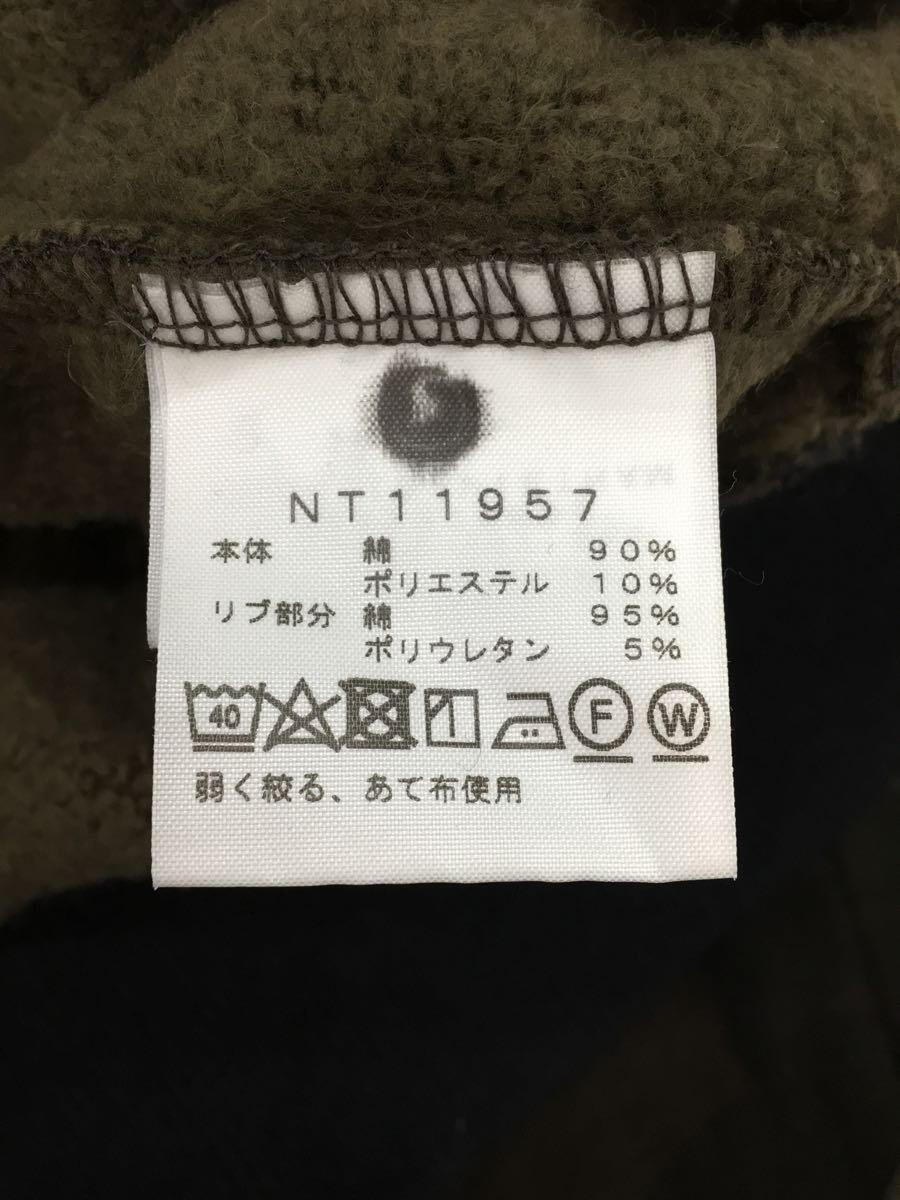 NT11957
本体 綿 90%
ポリエステル 10%
リブ部分 綿 95%
ポリウレタン 5%
40 F W
弱く絞る、あて布使用